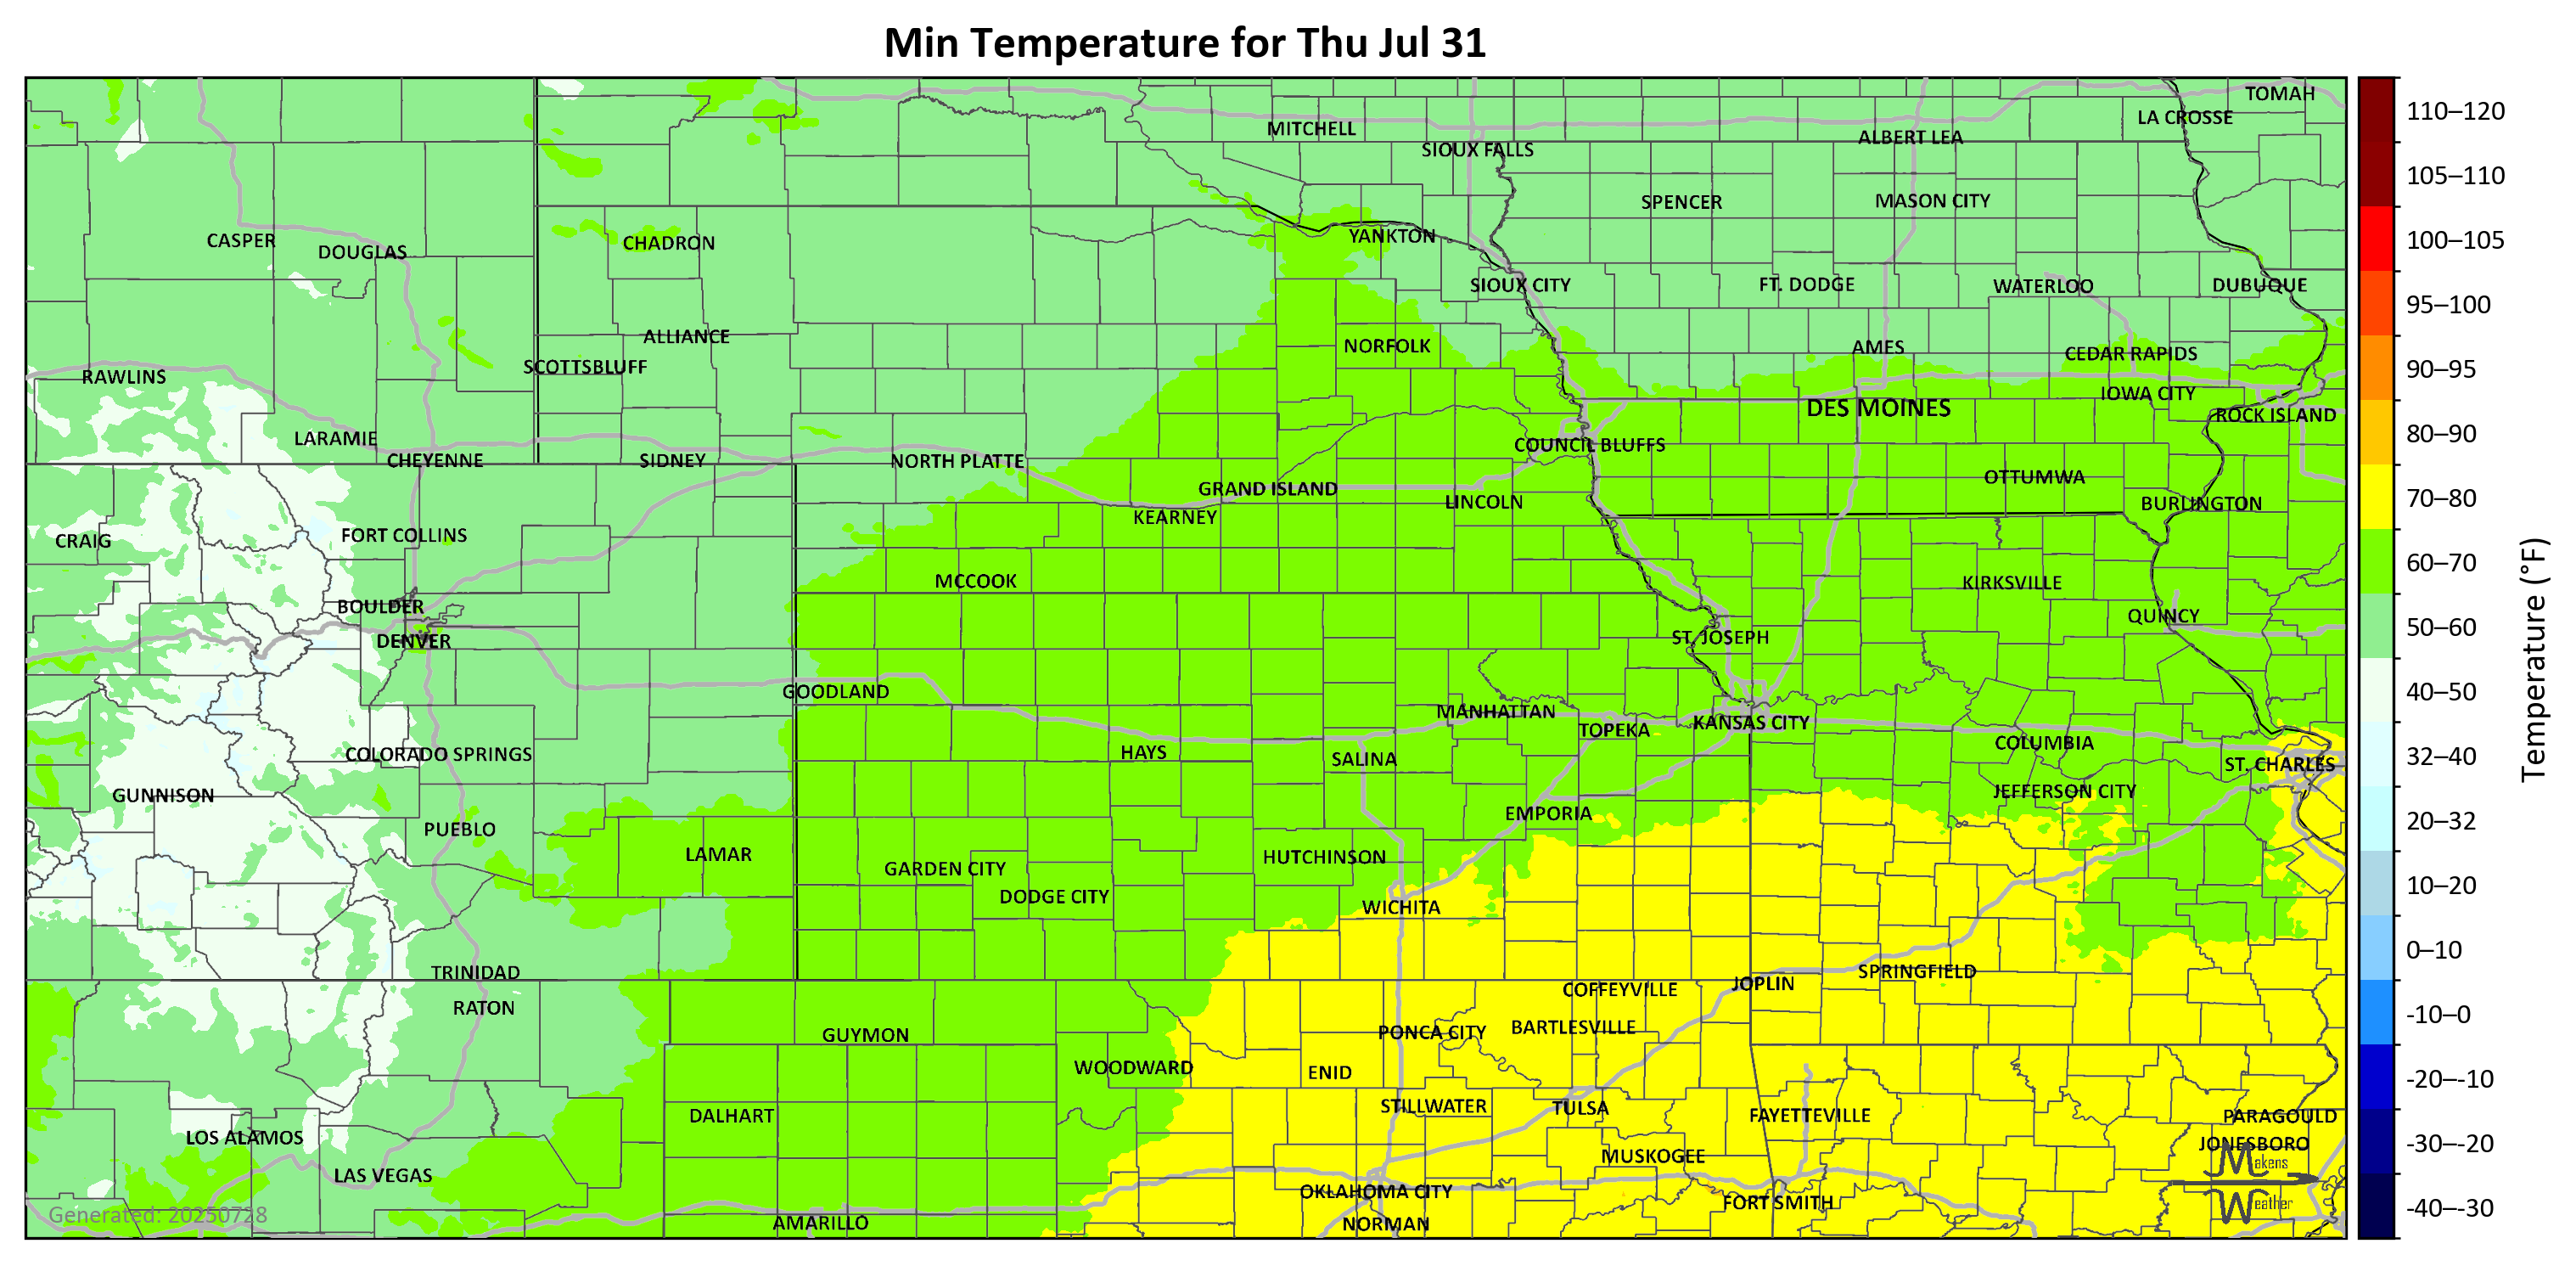 Min Temperature for Thu Jul 31
TOMAH
LA CROSSE
MITCHELL
ALBERT LEA
SIOUX FALLS
SPENCER
MASON CITY
CASPER
DOUGLAS
CHADRON
YANKTON
SIOUX CITY
FT. DODGE
WATERLOO
DUBUQUE
ALLIANCE
NORFOLK
AMES
CEDAR RAPIDS
SCOTTSBLUFF
RAWLINS
IOWA CITY
DES MOINES
ROCK ISLAND
LARAMIE
COUNCIL BLUFFS
CHEYENNE
SIDNEY
NORTH PLATTE
OTTUMWA
GRAND ISLAND
LINCOLN
BURLINGTON
KEARNEY
FORT COLLINS
CRAIG
MCCOOK
KIRKSVILLE
BOULDER
QUINCY
DENVER
ST. JOSEPH
GOODLAND
MANHATTAN
KANSAS CITY
TOPEKA
COLUMBIA
COLORADO SPRINGS
HAYS
SALINA
ST. CHARLES
JEFFERSON CITY
GUNNISON
EMPORIA
PUEBLO
LAMAR
HUTCHINSON
GARDEN CITY
DODGE CITY
WICHITA
TRINIDAD
SPRINGFIELD
JOPLIN
COFFEYVILLE
RATON
GUYMON
PONCA CITY
BARTLESVILLE
WOODWARD
ENID
STILLWATER
TULSA
DALHART
FAYETTEVILLE
PARAGOULD
LOS ALAMOS
JONESBORO
MUSKOGEE
LAS VEGAS
OKLAHOMA CITY
FORT SMITH
AMARILLO
NORMAN
Generated: 20250728
Makens
Weather
110–120
105–110
100–105
95–100
90–95
80–90
70–80
60–70
50–60
40–50
32–40
20–32
10–20
0–10
-10–0
-20–-10
-30–-20
-40–-30
Temperature (°F)